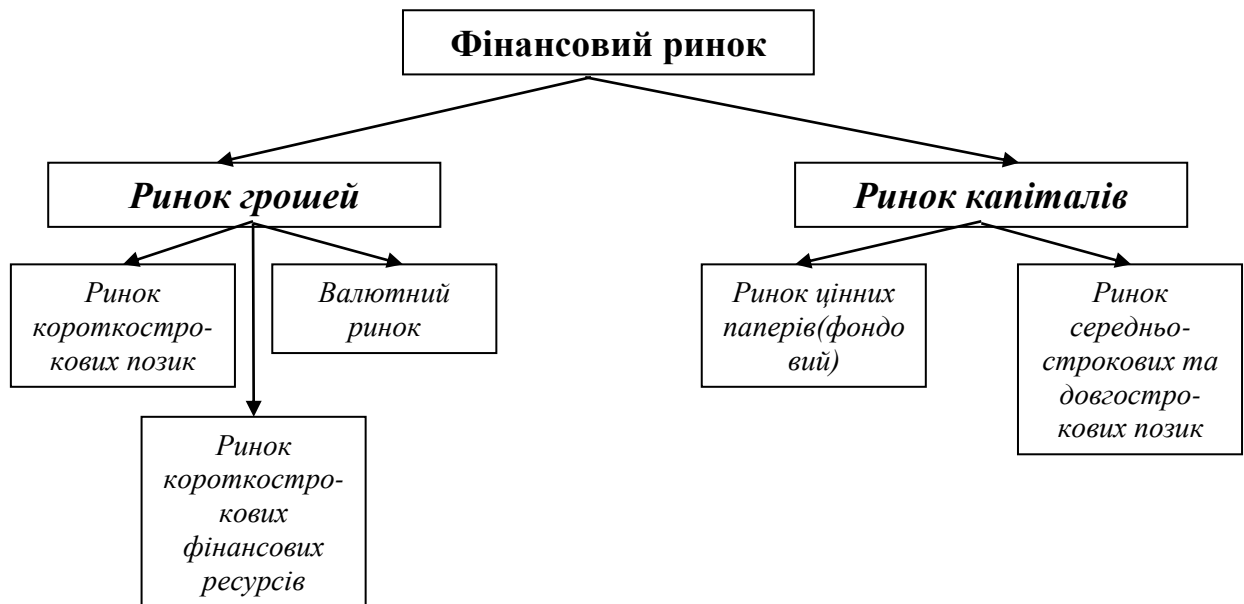 Фінансовий ринок
Ринок грошей
Ринок капіталів
Ринок
короткостро-
кових позик
Валютний
ринок
Ринок цінних
паперів(фондо
вий)
Ринок
середньо-
строкових та
довгостро-
кових позик
Ринок
короткостро-
кових
фінансових
ресурсів